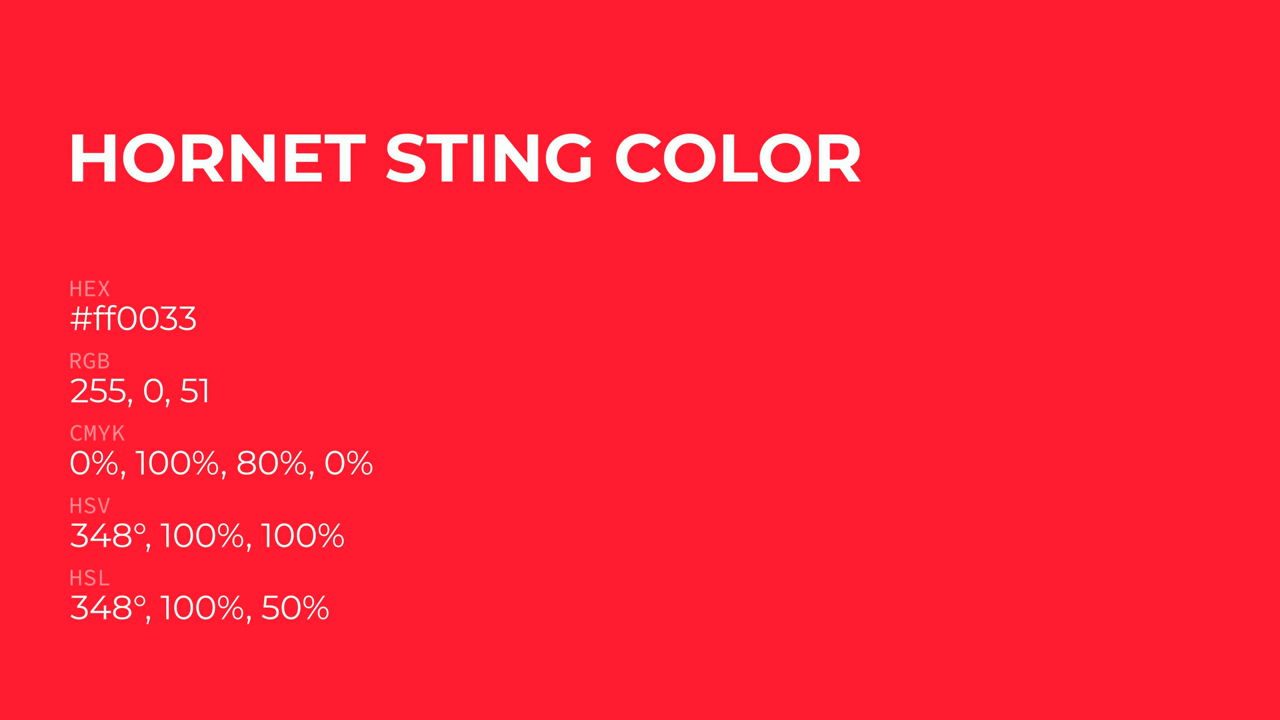 HORNET STING COLOR
HEX
#ff0033
RGB
255, 0, 51
CMYK
0%, 100%, 80%, 0%
HSV
348°, 100%, 100%
HSL
348°, 100%, 50%